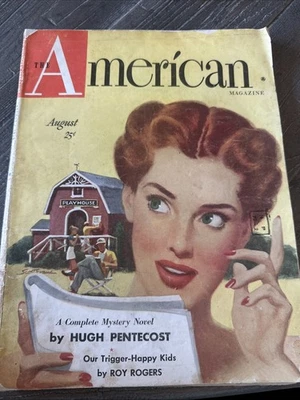 THE American
MAGAZINE
August
25¢
PLAYHOUSE
A Complete Mystery Novel
by HUGH PENTECOST
Our Trigger-Happy Kids
by ROY ROGERS